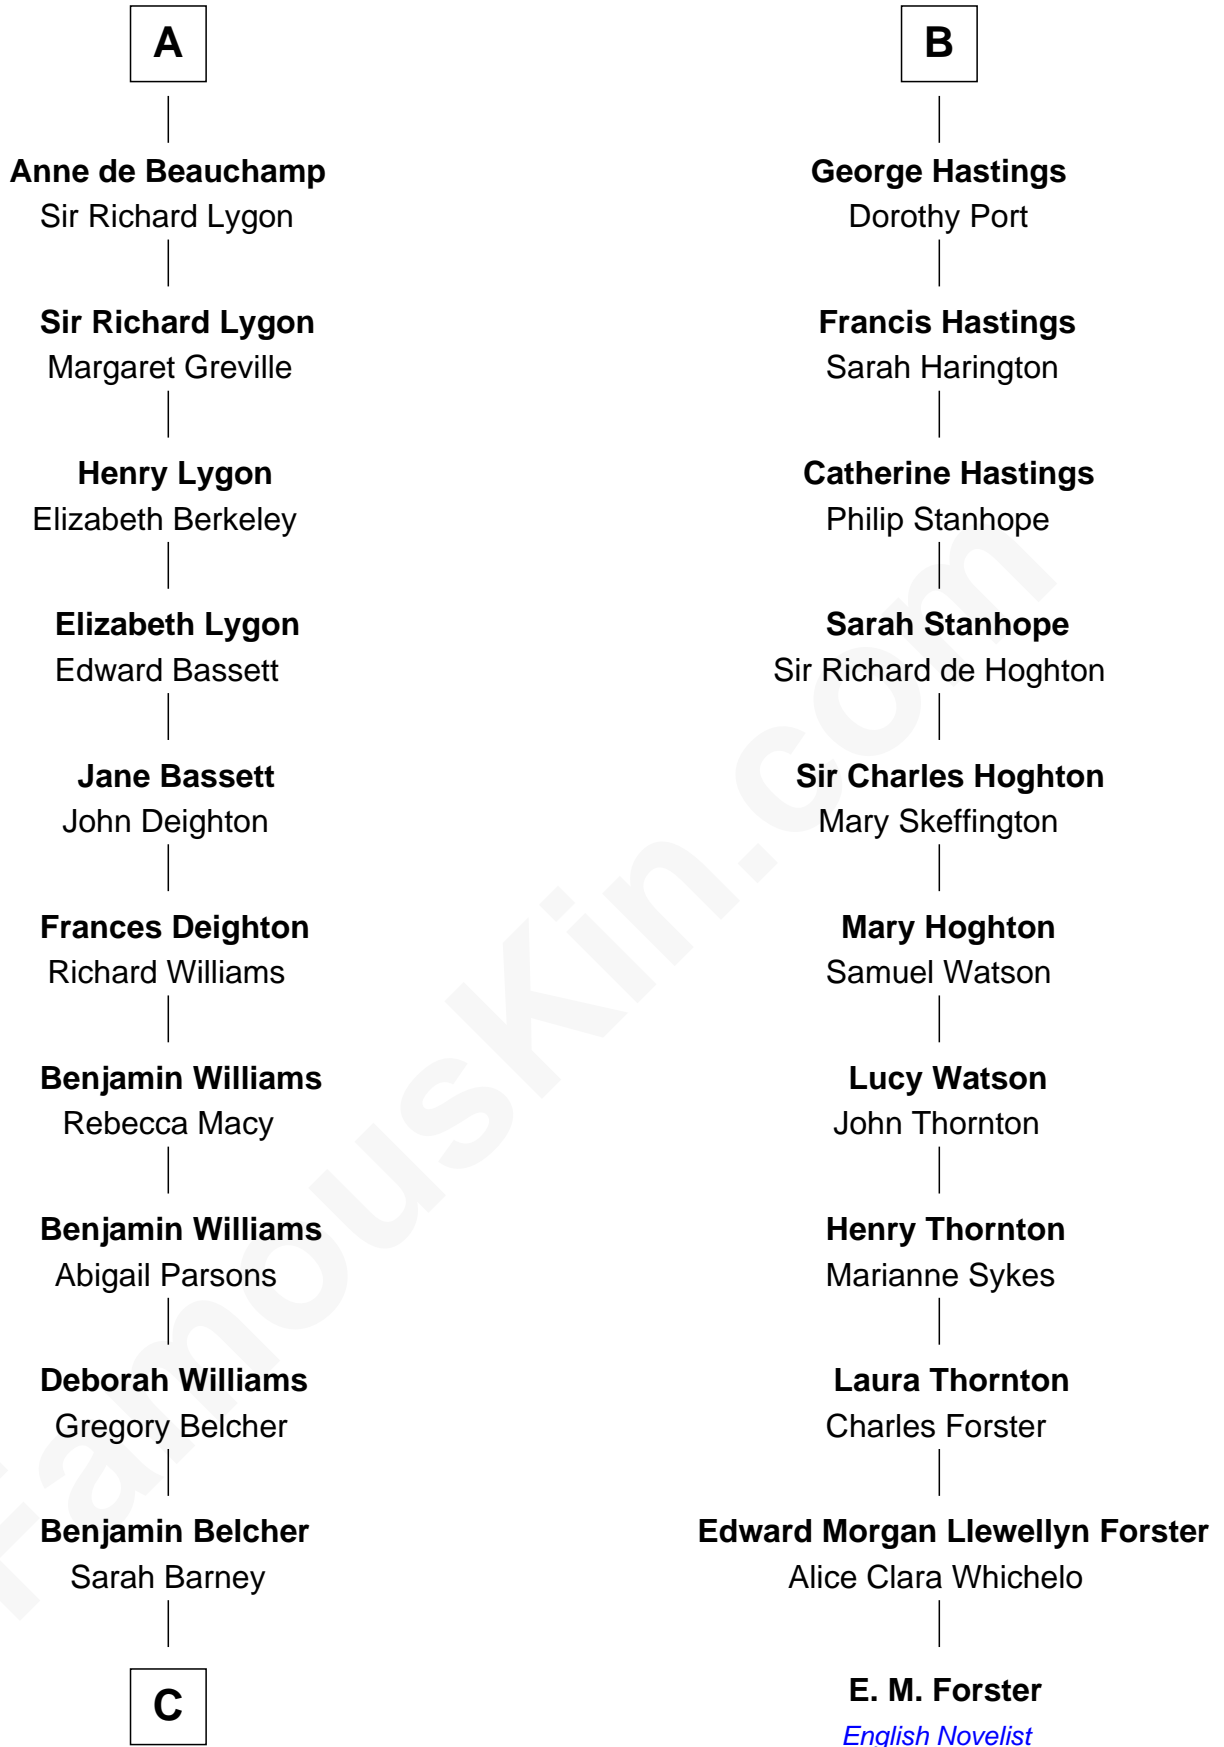 A
Anne de Beauchamp
Sir Richard Lygon
Sir Richard Lygon
Margaret Greville
Henry Lygon
Elizabeth Berkeley
Elizabeth Lygon
Edward Bassett
Jane Bassett
John Deighton
Frances Deighton
Richard Williams
Benjamin Williams
Rebecca Macy
Benjamin Williams
Abigail Parsons
Deborah Williams
Gregory Belcher
Benjamin Belcher
Sarah Barney
C
B
George Hastings
Dorothy Port
Francis Hastings
Sarah Harington
Catherine Hastings
Philip Stanhope
Sarah Stanhope
Sir Richard de Hoghton
Sir Charles Hoghton
Mary Skeffington
Mary Hoghton
Samuel Watson
Lucy Watson
John Thornton
Henry Thornton
Marianne Sykes
Laura Thornton
Charles Forster
Edward Morgan Llewellyn Forster
Alice Clara Whichelo
E. M. Forster
English Novelist
FamousKin.com